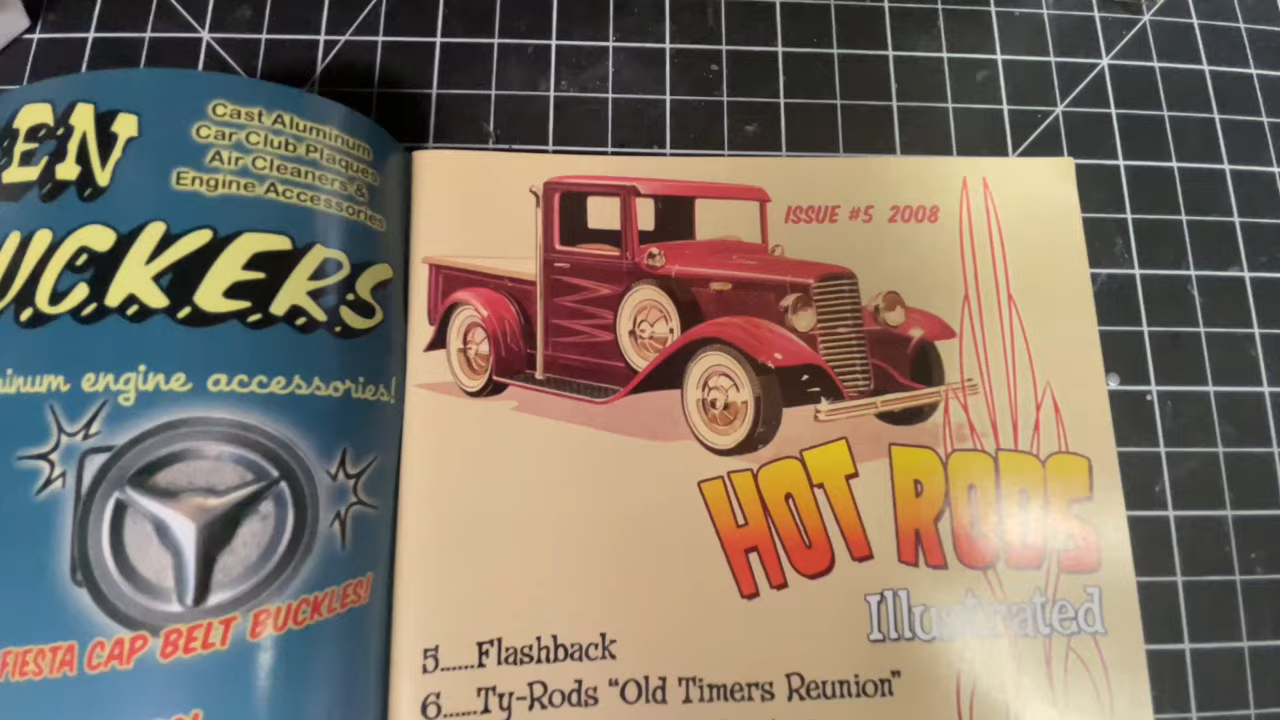 EN
Cast Aluminum
Car Club Plaques
Air Cleaners &
Engine Accessories
UCKERS
inum engine accessories!
FIESTA CAP BELT BUCKLES!
ISSUE #5 2008
HOT RODS
Illustrated
5......Flashback
6......Ty-Rods “Old Timers Reunion”